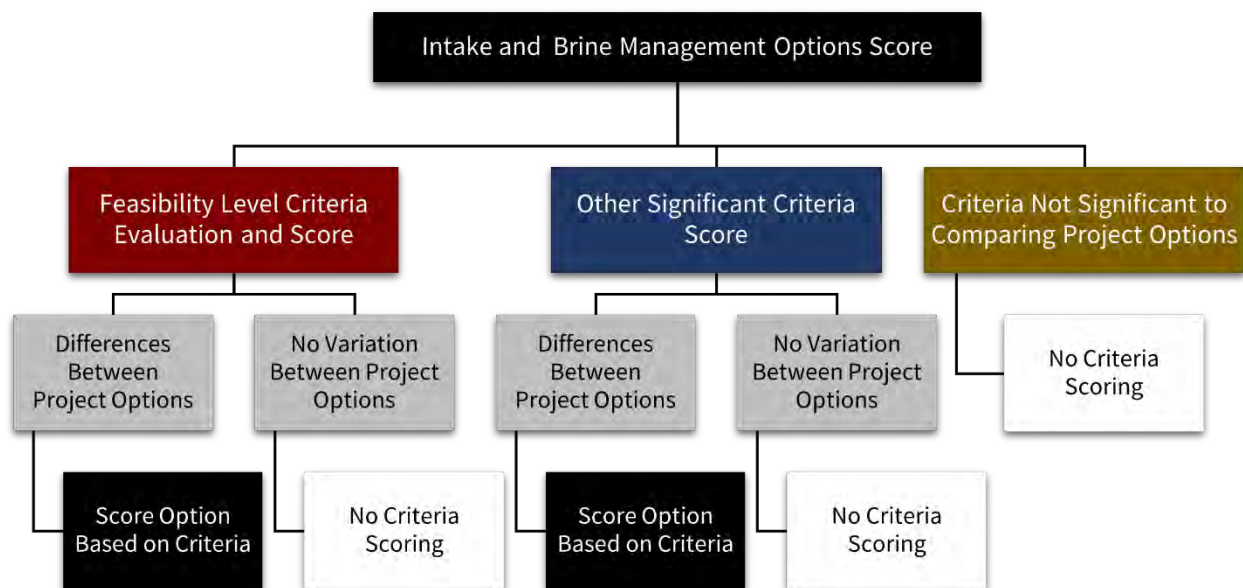 Intake and Brine Management Options Score
Feasibility Level Criteria
Evaluation and Score
Other Significant Criteria
Score
Criteria Not Significant to
Comparing Project Options
Differences
Between
Project Options
No Variation
Between Project
Options
Differences
Between
Project Options
No Variation
Between Project
Options
No Criteria
Scoring
Score Option
Based on Criteria
No Criteria
Scoring
Score Option
Based on Criteria
No Criteria
Scoring